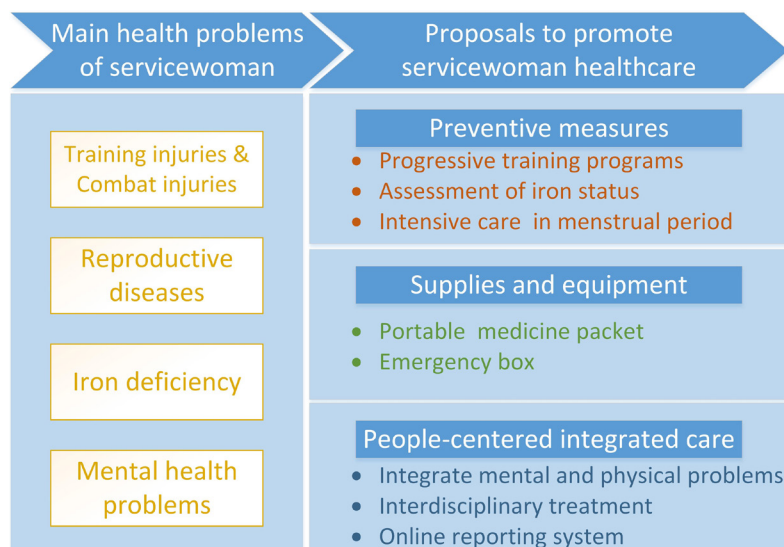 Main health problems
of servicewoman
Proposals to promote
servicewoman healthcare
Training injuries &
Combat injuries
Reproductive
diseases
Iron deficiency
Mental health
problems
Preventive measures
• Progressive training programs
• Assessment of iron status
• Intensive care in menstrual period
Supplies and equipment
• Portable medicine packet
• Emergency box
People-centered integrated care
• Integrate mental and physical problems
• Interdisciplinary treatment
• Online reporting system